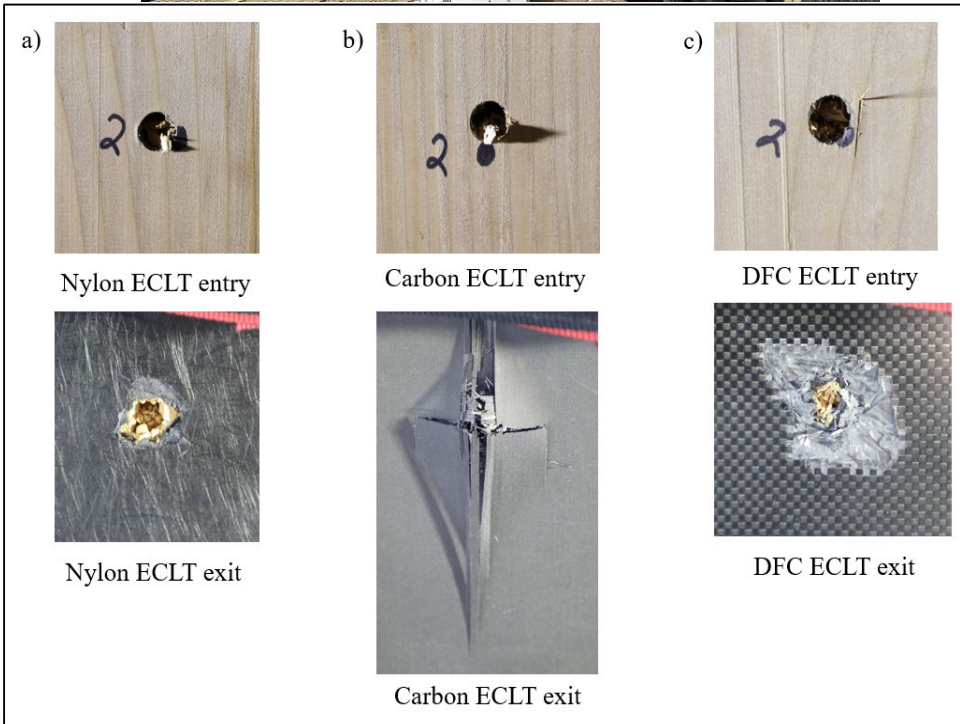 a)
b)
c)
2
2
2
Nylon ECLT entry
Carbon ECLT entry
DFC ECLT entry
Nylon ECLT exit
DFC ECLT exit
Carbon ECLT exit